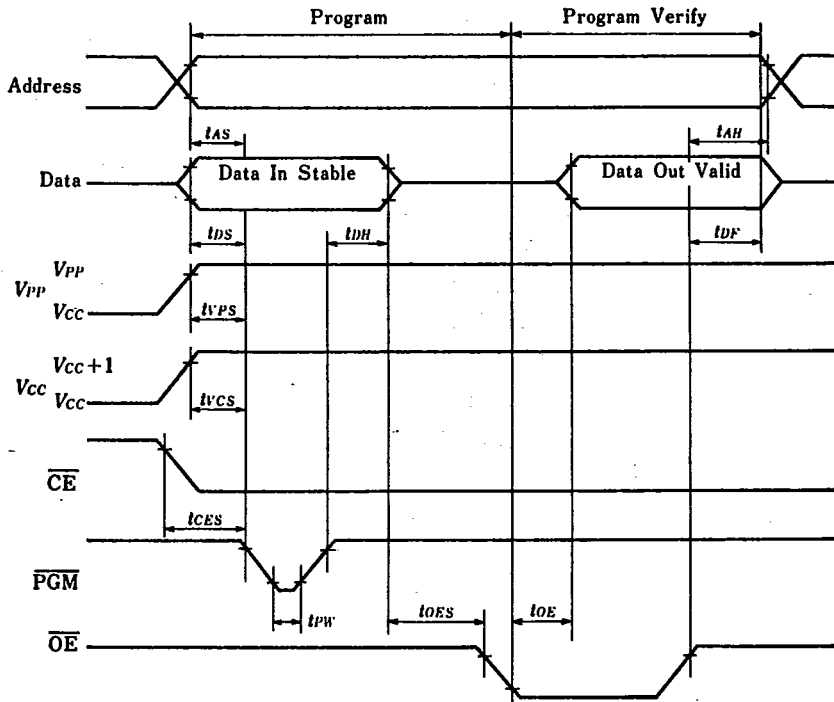 Program
Program Verify
Address
tAS
tAH
Data
Data In Stable
Data Out Valid
tDS
tDH
tDF
VPP
VPP
VCC
tVPS
VCC+1
VCC
VCC
tVCS
CE
tCES
PGM
tPW
tOES
tOE
OE